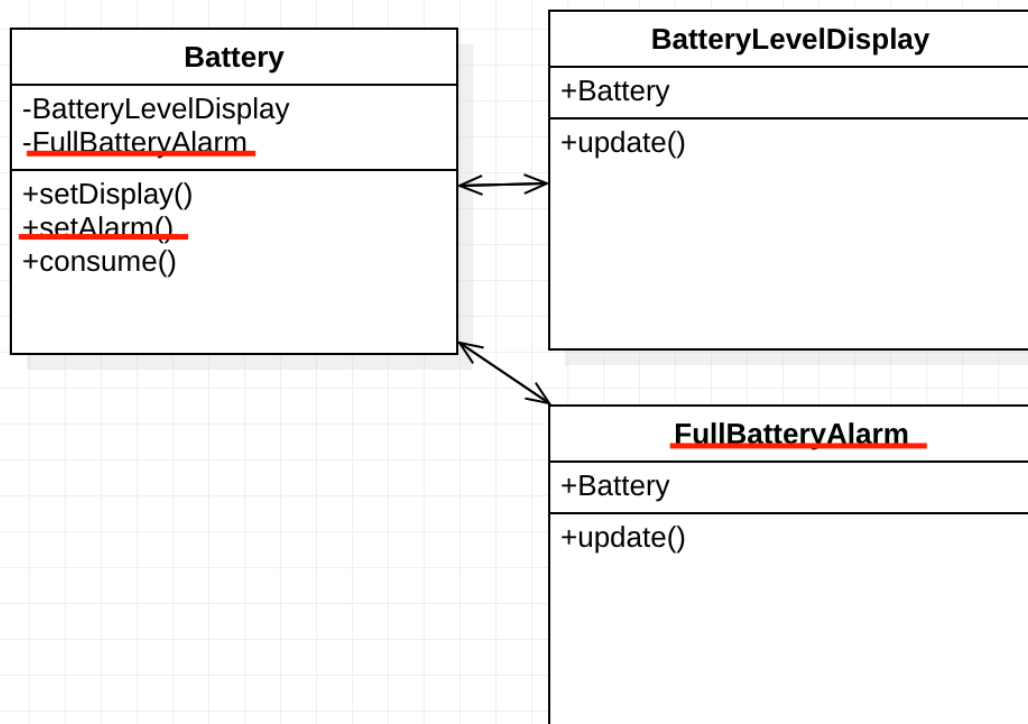 Battery
-BatteryLevelDisplay
-FullBatteryAlarm
+setDisplay()
+setAlarm()
+consume()
BatteryLevelDisplay
+Battery
+update()
FullBatteryAlarm
+Battery
+update()